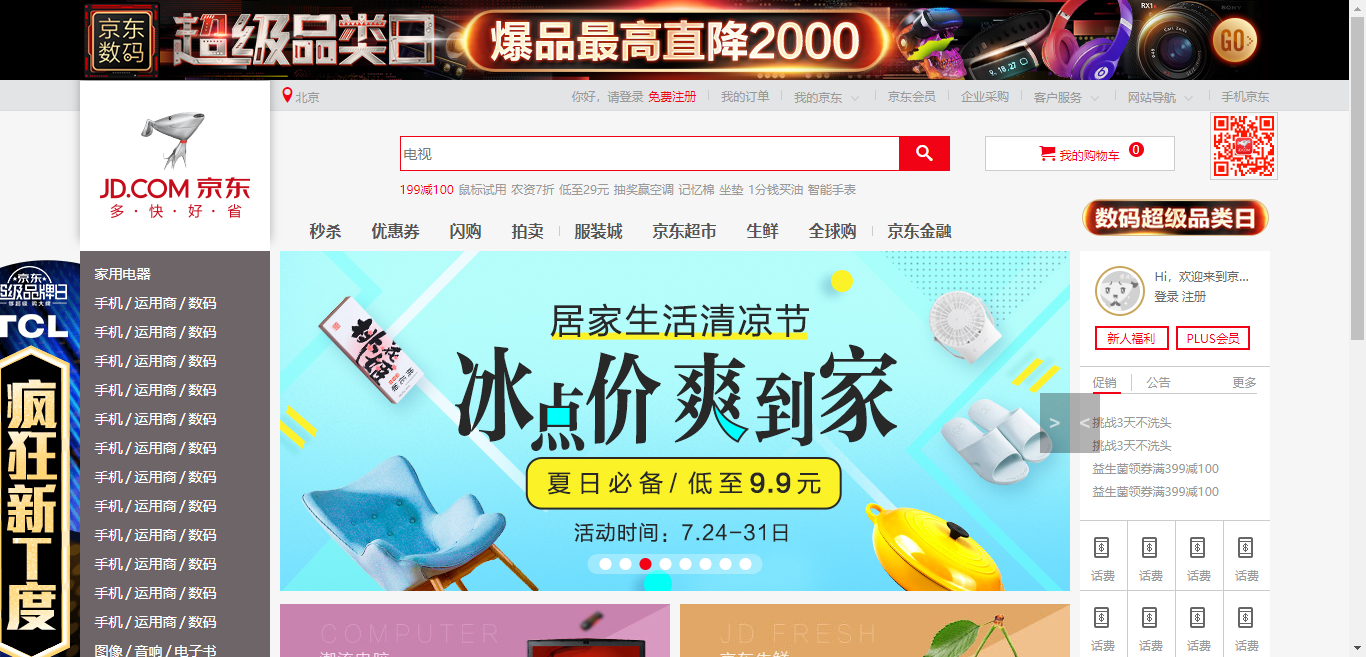 京东
数码
超级品类日
爆品最高直降2000
RX1
SONY
GO
9, 18, 27
北京
你好，请登录 免费注册 我的订单 我的京东 京东会员 企业采购 客户服务 网站导航 手机京东
JD.COM 京东
多·快·好·省
电视
我的购物车 0
199减100 鼠标试用 农资7折 低至29元 抽奖赢空调 记忆棉 坐垫 1分钱买油 智能手表
数码超级品类日
秒杀 优惠券 闪购 拍卖 服装城 京东超市 生鲜 全球购 京东金融
京东
超级品牌日
TCL
疯狂新T度
家用电器
手机 / 运用商 / 数码
手机 / 运用商 / 数码
手机 / 运用商 / 数码
手机 / 运用商 / 数码
手机 / 运用商 / 数码
手机 / 运用商 / 数码
手机 / 运用商 / 数码
手机 / 运用商 / 数码
手机 / 运用商 / 数码
手机 / 运用商 / 数码
手机 / 运用商 / 数码
手机 / 运用商 / 数码
图像 / 音响 / 电子书
居家生活清凉节
冰点价 爽到家
夏日必备/ 低至9.9元
活动时间：7.24-31日
> <
Hi，欢迎来到京...
登录 注册
新人福利 PLUS会员
促销 公告 更多
挑战3天不洗头
挑战3天不洗头
益生菌领券满399减100
益生菌领券满399减100
话费 话费 话费 话费
话费 话费 话费 话费
COMPUTER
潮流电脑
JD FRESH
京东生鲜